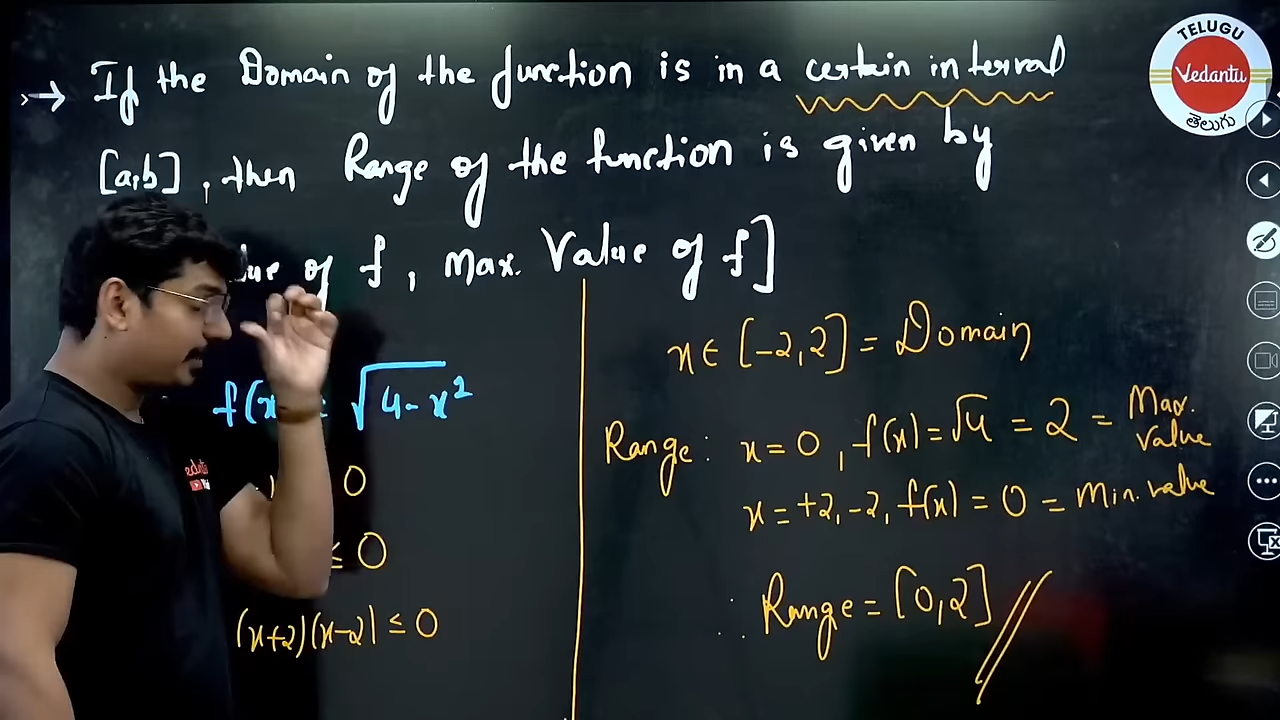 → If the Domain of the function is in a certain interval
[a,b], then Range of the function is given by
of f, Max. Value of f]
f(x = √4-x²
0
≤ 0
(x+2)(x-2) ≤ 0
x ∈ [-2,2] = Domain
Range: x = 0, f(x) = √4 = 2 = Max. Value
x = +2, -2, f(x) = 0 = Min. value
∴ Range = [0,2]
TELUGU
Vedantu
తెలుగు